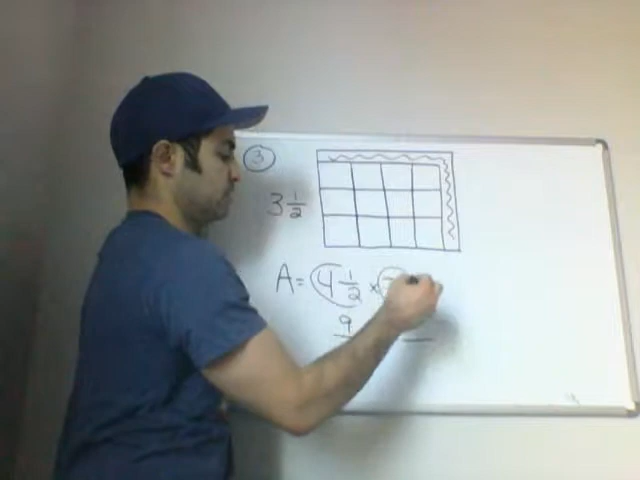 3
3 1/2
A = 4 1/2 ×
9